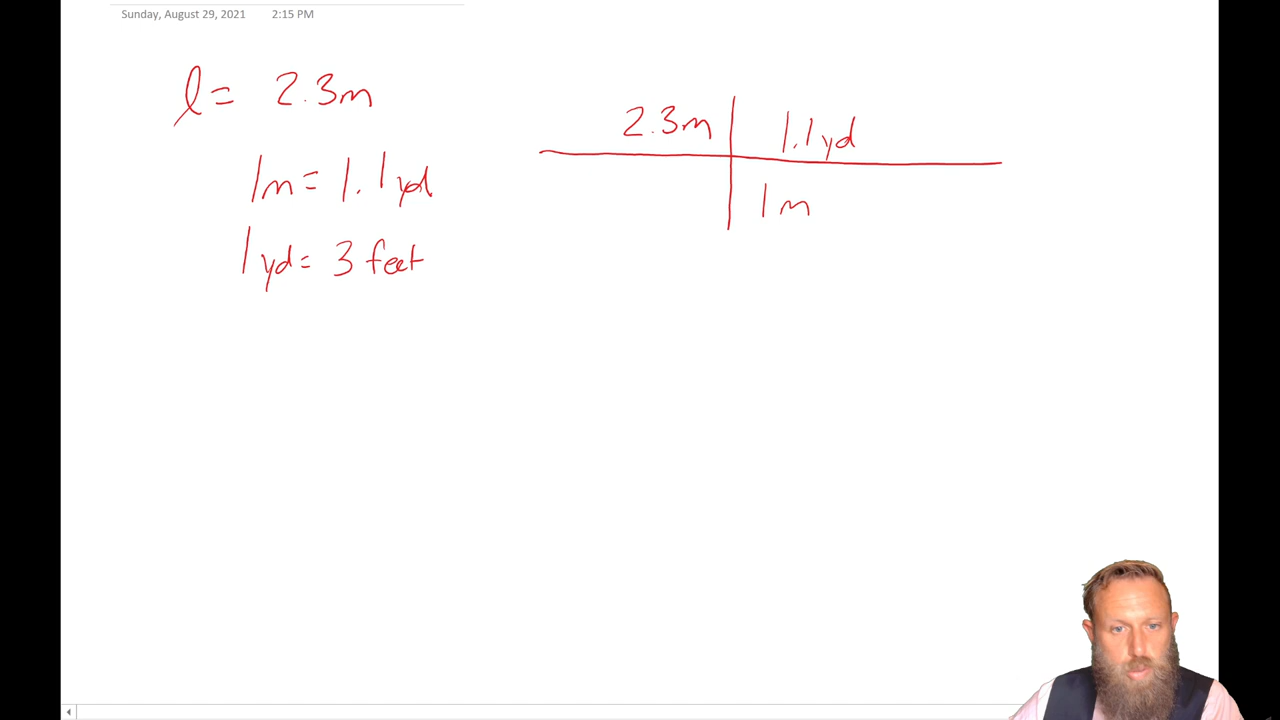 Sunday, August 29, 2021 2:15 PM
l = 2.3m
1m = 1.1yd
1yd = 3 feet
2.3m 1.1yd
1m